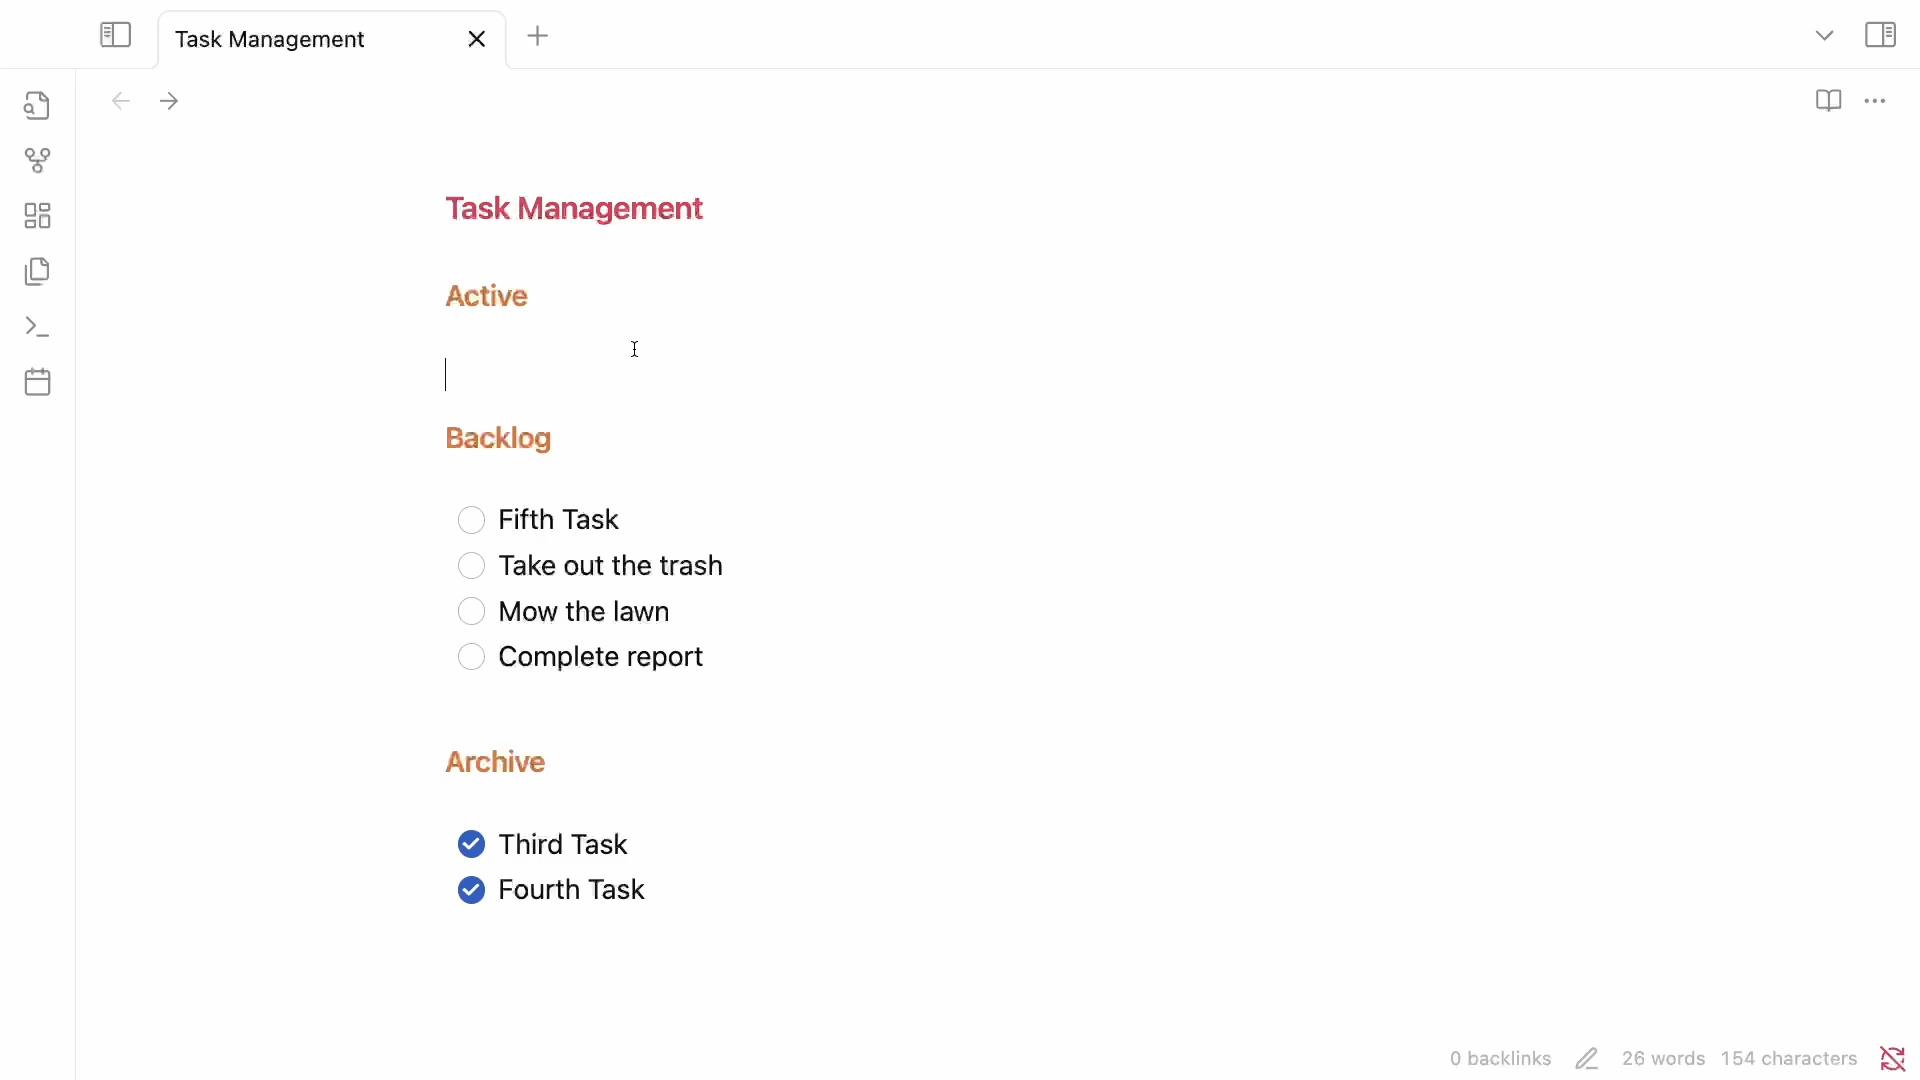 Task Management
Task Management
Active
Backlog
Fifth Task
Take out the trash
Mow the lawn
Complete report
Archive
Third Task
Fourth Task
0 backlinks 26 words 154 characters